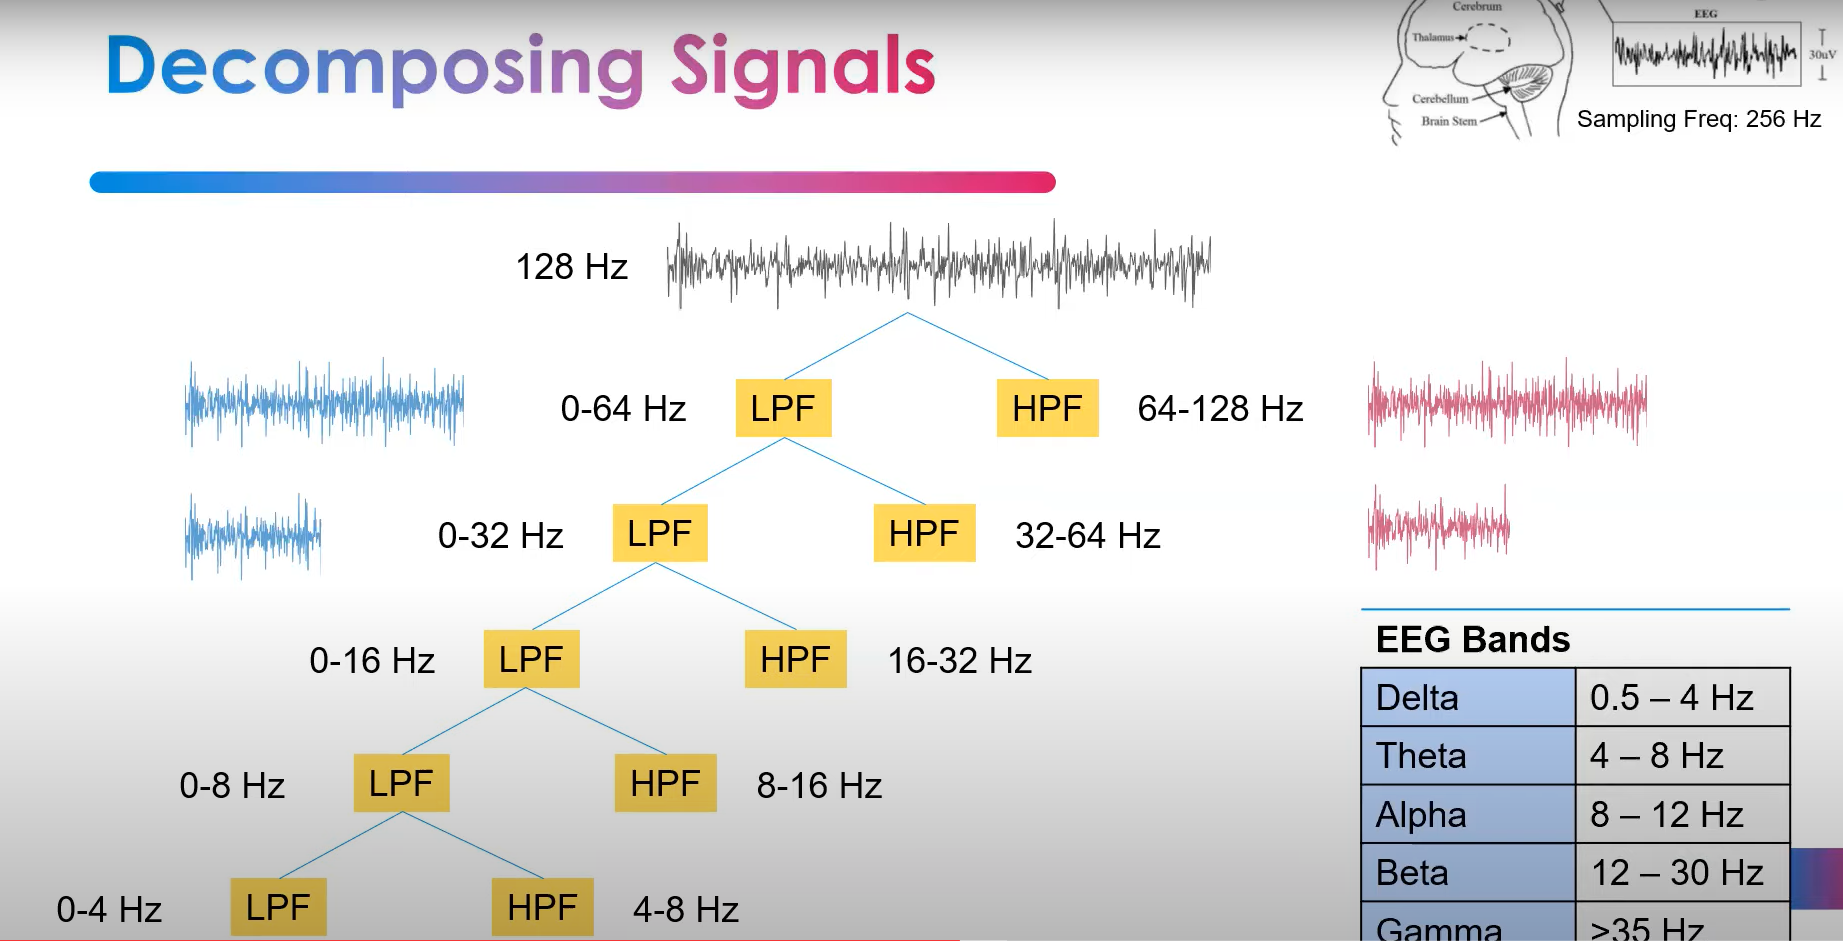 Decomposing Signals
Cerebrum
Thalamus
Cerebellum
Brain Stem
EEG
30uV
Sampling Freq: 256 Hz
128 Hz
0-64 Hz LPF HPF 64-128 Hz
0-32 Hz LPF HPF 32-64 Hz
0-16 Hz LPF HPF 16-32 Hz
0-8 Hz LPF HPF 8-16 Hz
0-4 Hz LPF HPF 4-8 Hz
EEG Bands
Delta 0.5 – 4 Hz
Theta 4 – 8 Hz
Alpha 8 – 12 Hz
Beta 12 – 30 Hz
Gamma >35 Hz